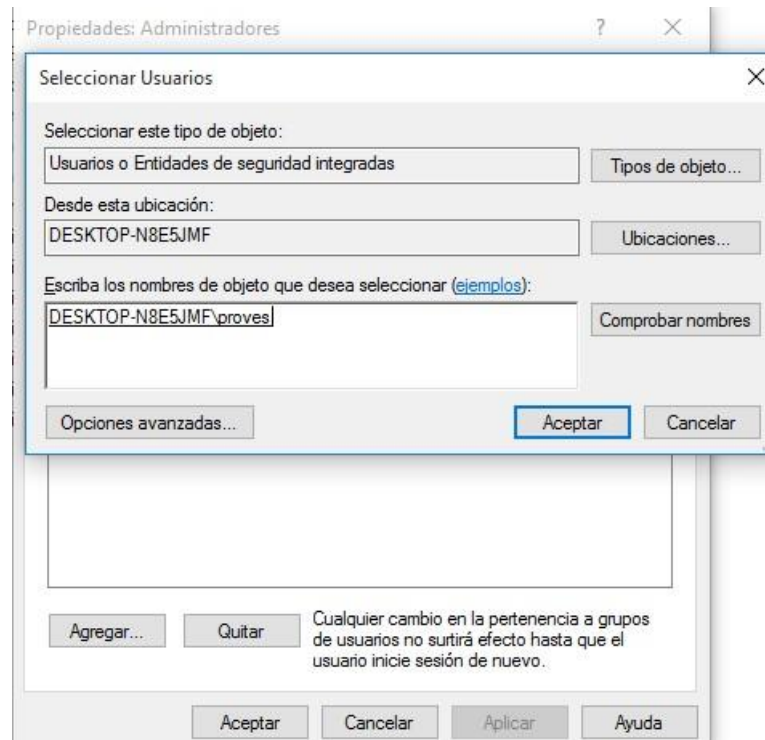 Propiedades: Administradores
?
Seleccionar Usuarios
Seleccionar este tipo de objeto:
Usuarios o Entidades de seguridad integradas
Tipos de objeto...
Desde esta ubicación:
DESKTOP-N8E5JMF
Ubicaciones...
Escriba los nombres de objeto que desea seleccionar (ejemplos):
DESKTOP-N8E5JMF\proves
Comprobar nombres
Opciones avanzadas...
Aceptar
Cancelar
Agregar...
Quitar
Cualquier cambio en la pertenencia a grupos
de usuarios no surtirá efecto hasta que el
usuario inicie sesión de nuevo.
Aceptar
Cancelar
Aplicar
Ayuda